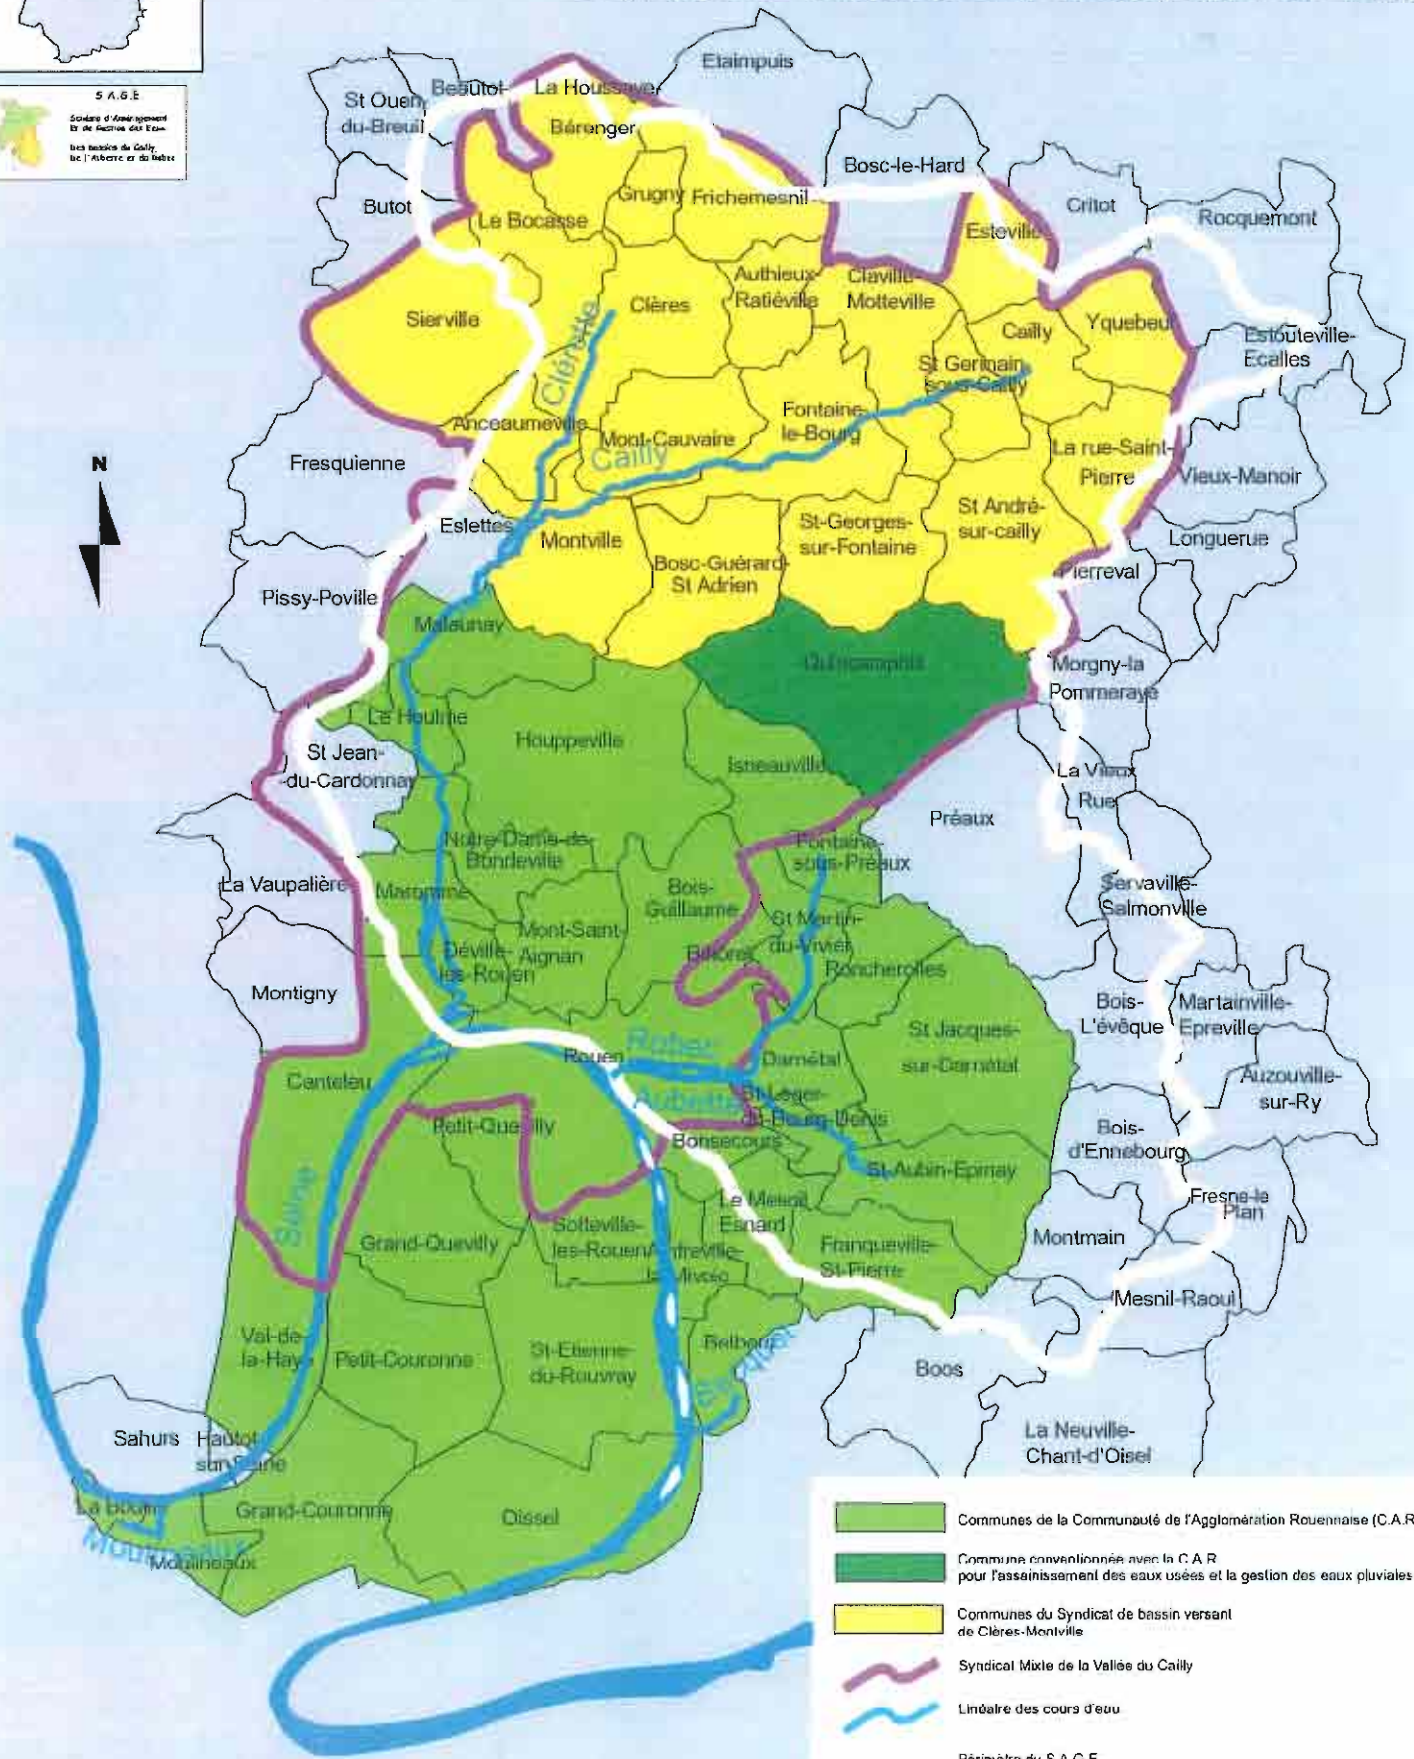 S.A.G.E
Etaimpuis
Beautot
La Houssaye
St Ouen
du-Breuil
Bérenger
Bosc-le-Hard
Butot
Grugny
Frichemesnil
Critot
Rocquemont
Le Bocasse
Esteville
Authieux-
Ratiéville
Claville-
Motteville
Clères
Sierville
Cailly
Yquebeuf
Estouteville-
Ecalles
Clérette
St Germain
sous-Cailly
Anceaumeville
Mont-Cauvaire
Fontaine-
le-Bourg
La rue-Saint-
Pierre
Cailly
Fresquienne
N
Vieux-Manoir
Eslettes
Montville
St-Georges-
sur-Fontaine
St André-
sur-cailly
Longuerue
Bosc-Guérard-
St Adrien
Pierreval
Pissy-Poville
Malaunay
Quincampoix
Morgny-la
Pommeraye
Le Houlme
Houppeville
St Jean-
du-Cardonnay
Isneauville
La Vieux
Rue
Préaux
Notre-Dame-de-
Bondeville
Fontaine-
sous-Préaux
La Vaupalière
Maromme
Bois-
Guillaume
Servaville-
Salmonville
Mont-Saint-
Aignan
St Martin-
du-Vivier
Déville-
les-Rouen
Bihorel
Roncherolles
Montigny
Bois-
L'évêque
Martainville-
Epreville
St Jacques-
sur-Darnétal
Rouen
Robec
Darnétal
Canteleu
Auzouville-
sur-Ry
Aubette
St-Léger-
du-Bourg-Denis
Petit-Quevilly
Bonsecours
Bois-
d'Ennebourg
St-Aubin-Epinay
Seine
Le Mesnil
Esnard
Fresne-le
Plan
Grand-Quevilly
Sotteville-
les-Rouen
Amfreville-
la-Mivoie
Franqueville-
St-Pierre
Montmain
Mesnil-Raoul
Val-de-
la-Haye
Petit-Couronne
St-Etienne-
du-Rouvray
Belbeuf
Boos
Sahurs
Hautot-
sur-Seine
La Neuville-
Chant-d'Oisel
La Bouille
Grand-Couronne
Oissel
Moulineaux
Moulineaux
Communes de la Communauté de l'Agglomération Rouennaise (C.A.R
Commune conventionnée avec la C.A.R
pour l'assainissement des eaux usées et la gestion des eaux pluviales
Communes du Syndicat de bassin versant
de Clères-Montville
Syndicat Mixte de la Vallée du Cailly
Linéaire des cours d'eau
Périmètre du S.A.G.E